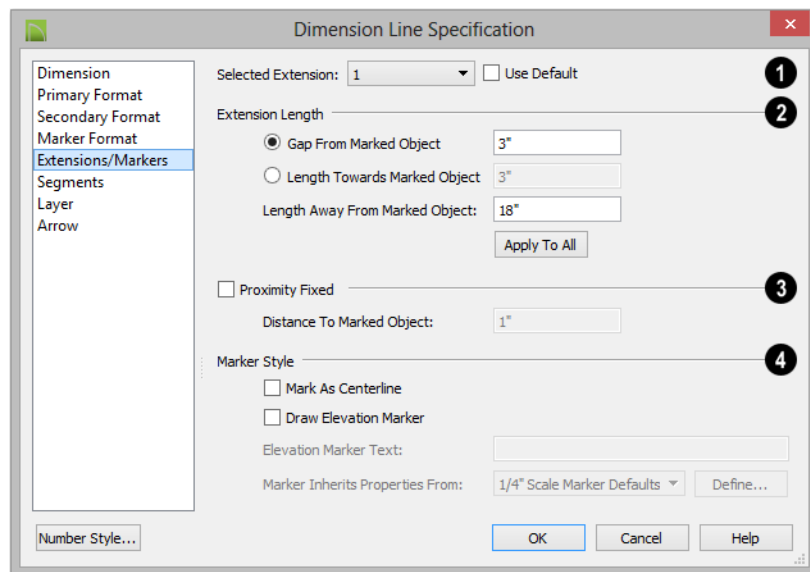 Dimension Line Specification
Dimension
Primary Format
Secondary Format
Marker Format
Extensions/Markers
Segments
Layer
Arrow
Selected Extension: 1 Use Default 1
Extension Length 2
Gap From Marked Object 3"
Length Towards Marked Object 3"
Length Away From Marked Object: 18"
Apply To All
Proximity Fixed 3
Distance To Marked Object: 1"
Marker Style 4
Mark As Centerline
Draw Elevation Marker
Elevation Marker Text:
Marker Inherits Properties From: 1/4" Scale Marker Defaults Define...
Number Style... OK Cancel Help